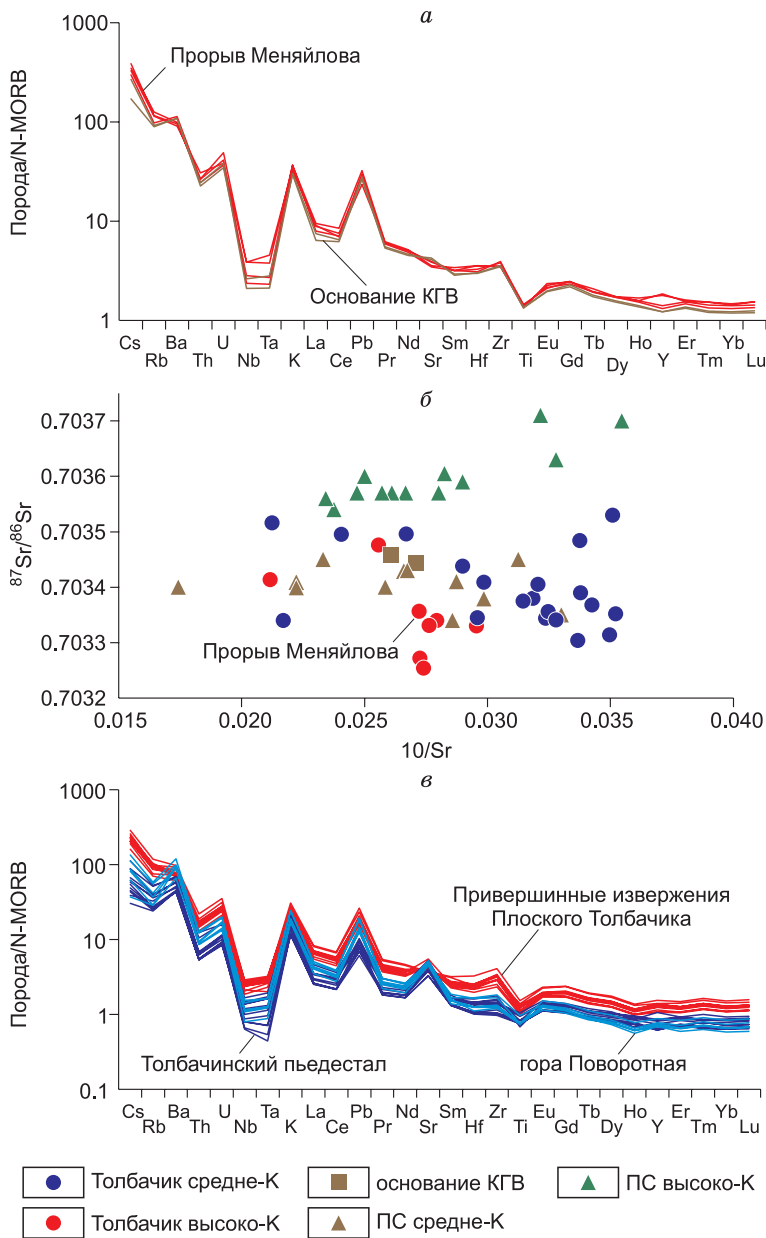 а
1000
100
10
1
Порода/N-MORB
Прорыв Меняйлова
Основание КГВ
Cs Ba U Ta La Pb Nd Sm Zr Eu Tb Ho Er Yb
Rb Th Nb K Ce Pr Sr Hf Ti Gd Dy Y Tm Lu
б
0.7037
0.7036
0.7035
0.7034
0.7033
0.7032
87Sr/86Sr
Прорыв Меняйлова
0.015 0.020 0.025 0.030 0.035 0.040
10/Sr
в
1000
100
10
1
0.1
Порода/N-MORB
Привершинные извержения
Плоского Толбачика
Толбачинский пьедестал
гора Поворотная
Cs Ba U Ta La Pb Nd Sm Zr Eu Tb Ho Er Yb
Rb Th Nb K Ce Pr Sr Hf Ti Gd Dy Y Tm Lu
Толбачик средне-К основание КГВ ПС высоко-К
Толбачик высоко-К ПС средне-К